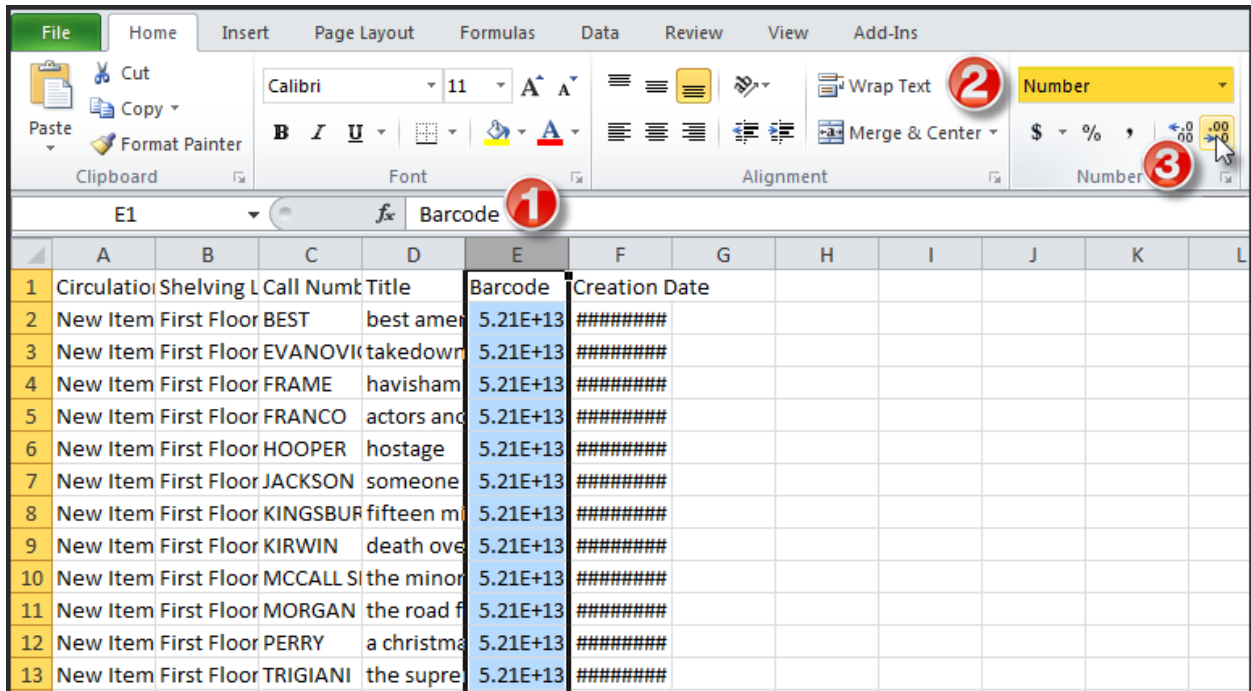 File Home Insert Page Layout Formulas Data Review View Add-Ins
Cut
Copy
Format Painter
Paste
Calibri 11 A A
B I U A
Wrap Text
Merge & Center
2
Number
$ % , .0 .00 .00 .0
Clipboard Font Alignment Number
3
E1 fx Barcode 1
A B C D E F G H I J K L
1 Circulation Shelving L Call Numb Title Barcode Creation Date
2 New Item First Floor BEST best amer 5.21E+13 ########
3 New Item First Floor EVANOVIC takedown 5.21E+13 ########
4 New Item First Floor FRAME havisham 5.21E+13 ########
5 New Item First Floor FRANCO actors and 5.21E+13 ########
6 New Item First Floor HOOPER hostage 5.21E+13 ########
7 New Item First Floor JACKSON someone 5.21E+13 ########
8 New Item First Floor KINGSBUR fifteen mi 5.21E+13 ########
9 New Item First Floor KIRWIN death ove 5.21E+13 ########
10 New Item First Floor MCCALL S the minor 5.21E+13 ########
11 New Item First Floor MORGAN the road f 5.21E+13 ########
12 New Item First Floor PERRY a christma 5.21E+13 ########
13 New Item First Floor TRIGIANI the supre 5.21E+13 ########